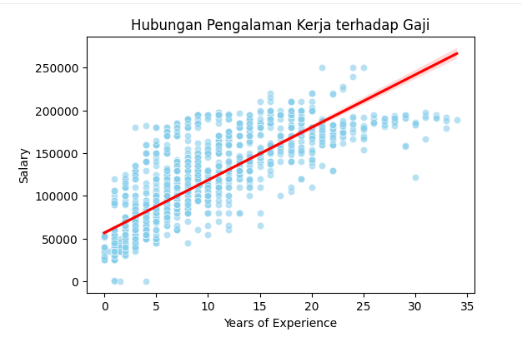 Hubungan Pengalaman Kerja terhadap Gaji
Salary
250000
200000
150000
100000
50000
0
0 5 10 15 20 25 30 35
Years of Experience